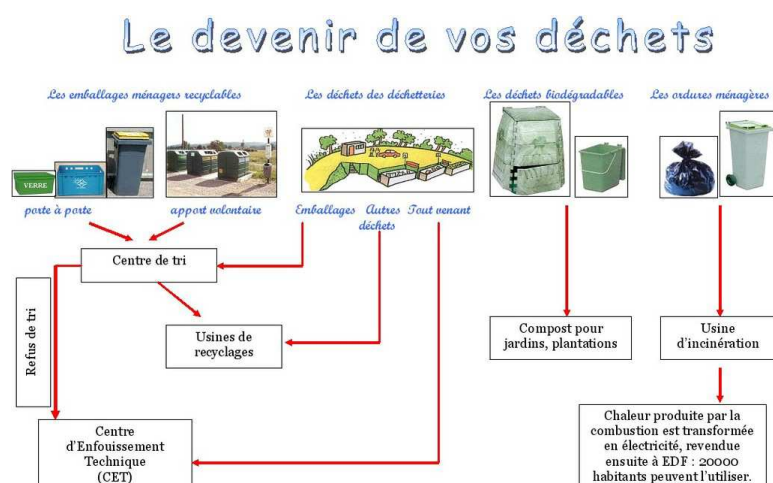 Le devenir de vos déchets
Les emballages ménagers recyclables
Les déchets des déchetteries
Les déchets biodégradables
Les ordures ménagères
VERRE
porte à porte
apport volontaire
Emballages
Autres
déchets
Tout venant
Centre de tri
Refus de tri
Usines de
recyclages
Compost pour
jardins, plantations
Usine
d'incinération
Centre
d'Enfouissement
Technique
(CET)
Chaleur produite par la
combustion est transformée
en électricité, revendue
ensuite à EDF : 20000
habitants peuvent l'utiliser.